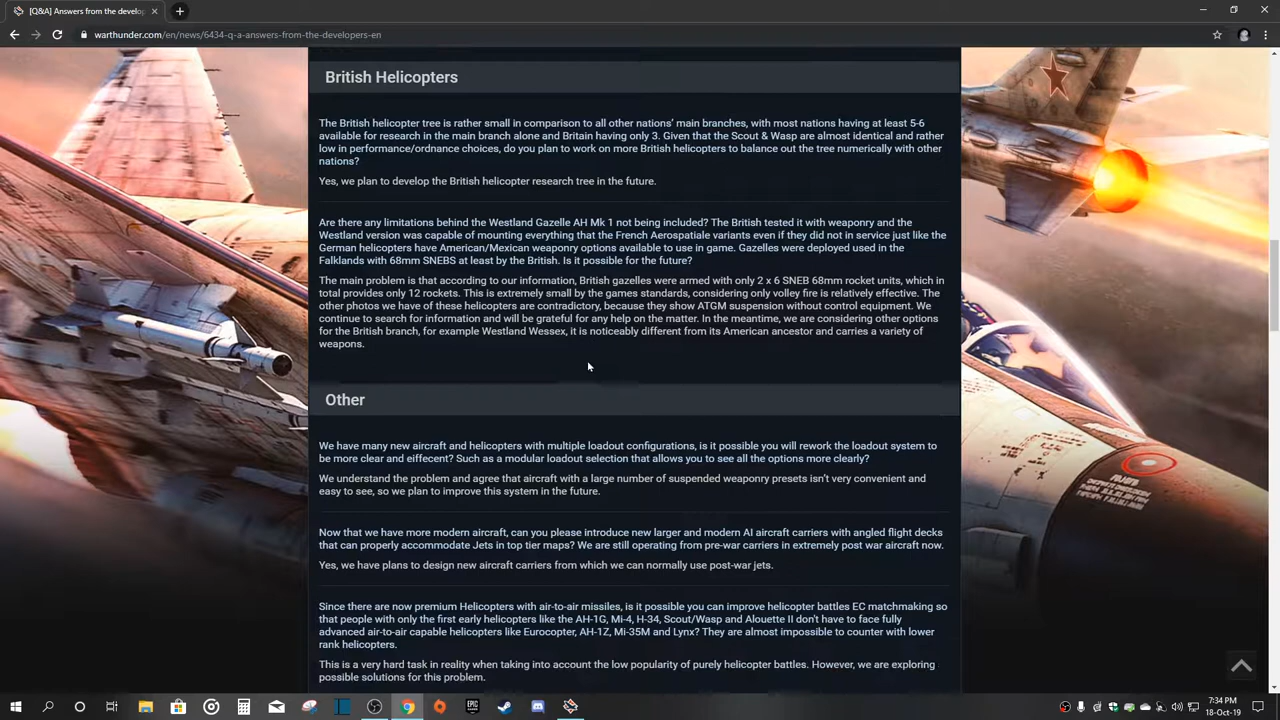 [Q&A] Answers from the develop
warthunder.com/en/news/6434-q-a-answers-from-the-developers-en
British Helicopters
The British helicopter tree is rather small in comparison to all other nations' main branches, with most nations having at least 5-6
available for research in the main branch alone and Britain having only 3. Given that the Scout & Wasp are almost identical and rather
low in performance/ordnance choices, do you plan to work on more British helicopters to balance out the tree numerically with other
nations?
Yes, we plan to develop the British helicopter research tree in the future.
Are there any limitations behind the Westland Gazelle AH Mk 1 not being included? The British tested it with weaponry and the
Westland version was capable of mounting everything that the French Aerospatiale variants even if they did not in service just like the
German helicopters have American/Mexican weaponry options available to use in game. Gazelles were deployed used in the
Falklands with 68mm SNEBS at least by the British. Is it possible for the future?
The main problem is that according to our information, British gazelles were armed with only 2 x 6 SNEB 68mm rocket units, which in
total provides only 12 rockets. This is extremely small by the games standards, considering only volley fire is relatively effective. The
other photos we have of these helicopters are contradictory, because they show ATGM suspension without control equipment. We
continue to search for information and will be grateful for any help on the matter. In the meantime, we are considering other options
for the British branch, for example Westland Wessex, it is noticeably different from its American ancestor and carries a variety of
weapons.
Other
We have many new aircraft and helicopters with multiple loadout configurations, is it possible you will rework the loadout system to
be more clear and eiffecent? Such as a modular loadout selection that allows you to see all the options more clearly?
We understand the problem and agree that aircraft with a large number of suspended weaponry presets isn't very convenient and
easy to see, so we plan to improve this system in the future.
Now that we have more modern aircraft, can you please introduce new larger and modern AI aircraft carriers with angled flight decks
that can properly accommodate Jets in top tier maps? We are still operating from pre-war carriers in extremely post war aircraft now.
Yes, we have plans to design new aircraft carriers from which we can normally use post-war jets.
Since there are now premium Helicopters with air-to-air missiles, is it possible you can improve helicopter battles EC matchmaking so
that people with only the first early helicopters like the AH-1G, Mi-4, H-34, Scout/Wasp and Alouette II don't have to face fully
advanced air-to-air capable helicopters like Eurocopter, AH-1Z, Mi-35M and Lynx? They are almost impossible to counter with lower
rank helicopters.
This is a very hard task in reality when taking into account the low popularity of purely helicopter battles. However, we are exploring
possible solutions for this problem.
7:34 PM
18-Oct-19